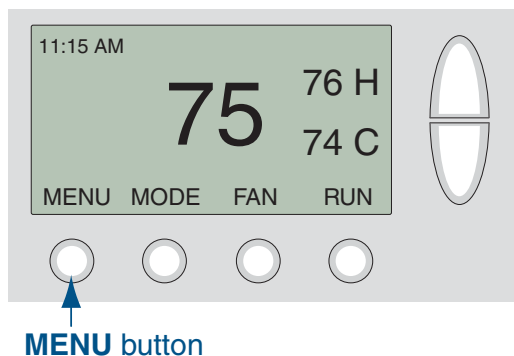 11:15 AM
75
76 H
74 C
MENU MODE FAN RUN
MENU button